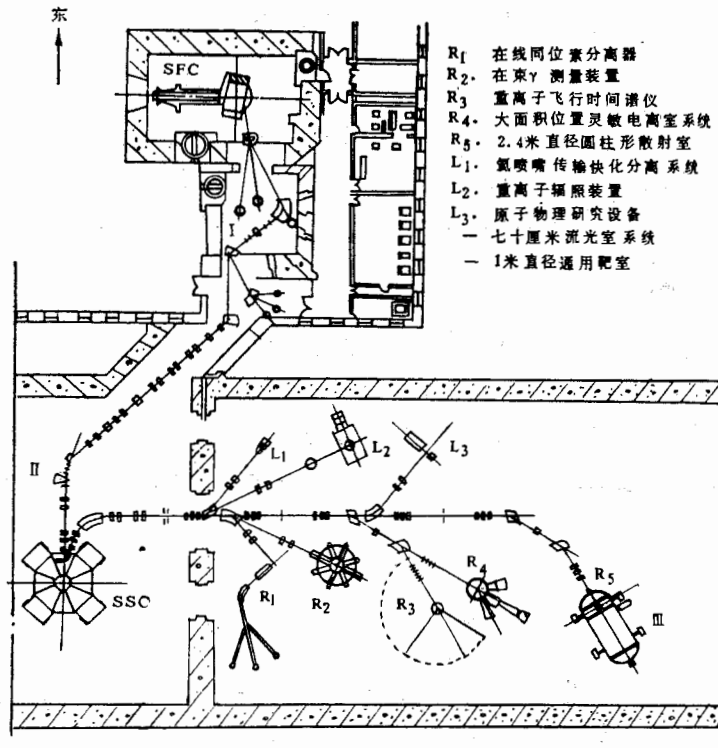 东
SFC
I
II
SSC
L1
L2
L3
R1
R2
R3
R4
R5
III
R1 在线同位素分离器
R2. 在束γ 测量装置
R3 重离子飞行时间谱仪
R4. 大面积位置灵敏电离室系统
R5. 2.4米直径圆柱形散射室
L1. 氦喷嘴传输快化分离系统
L2. 重离子辐照装置
L3. 原子物理研究设备
— 七十厘米流光室系统
— 1米直径通用靶室